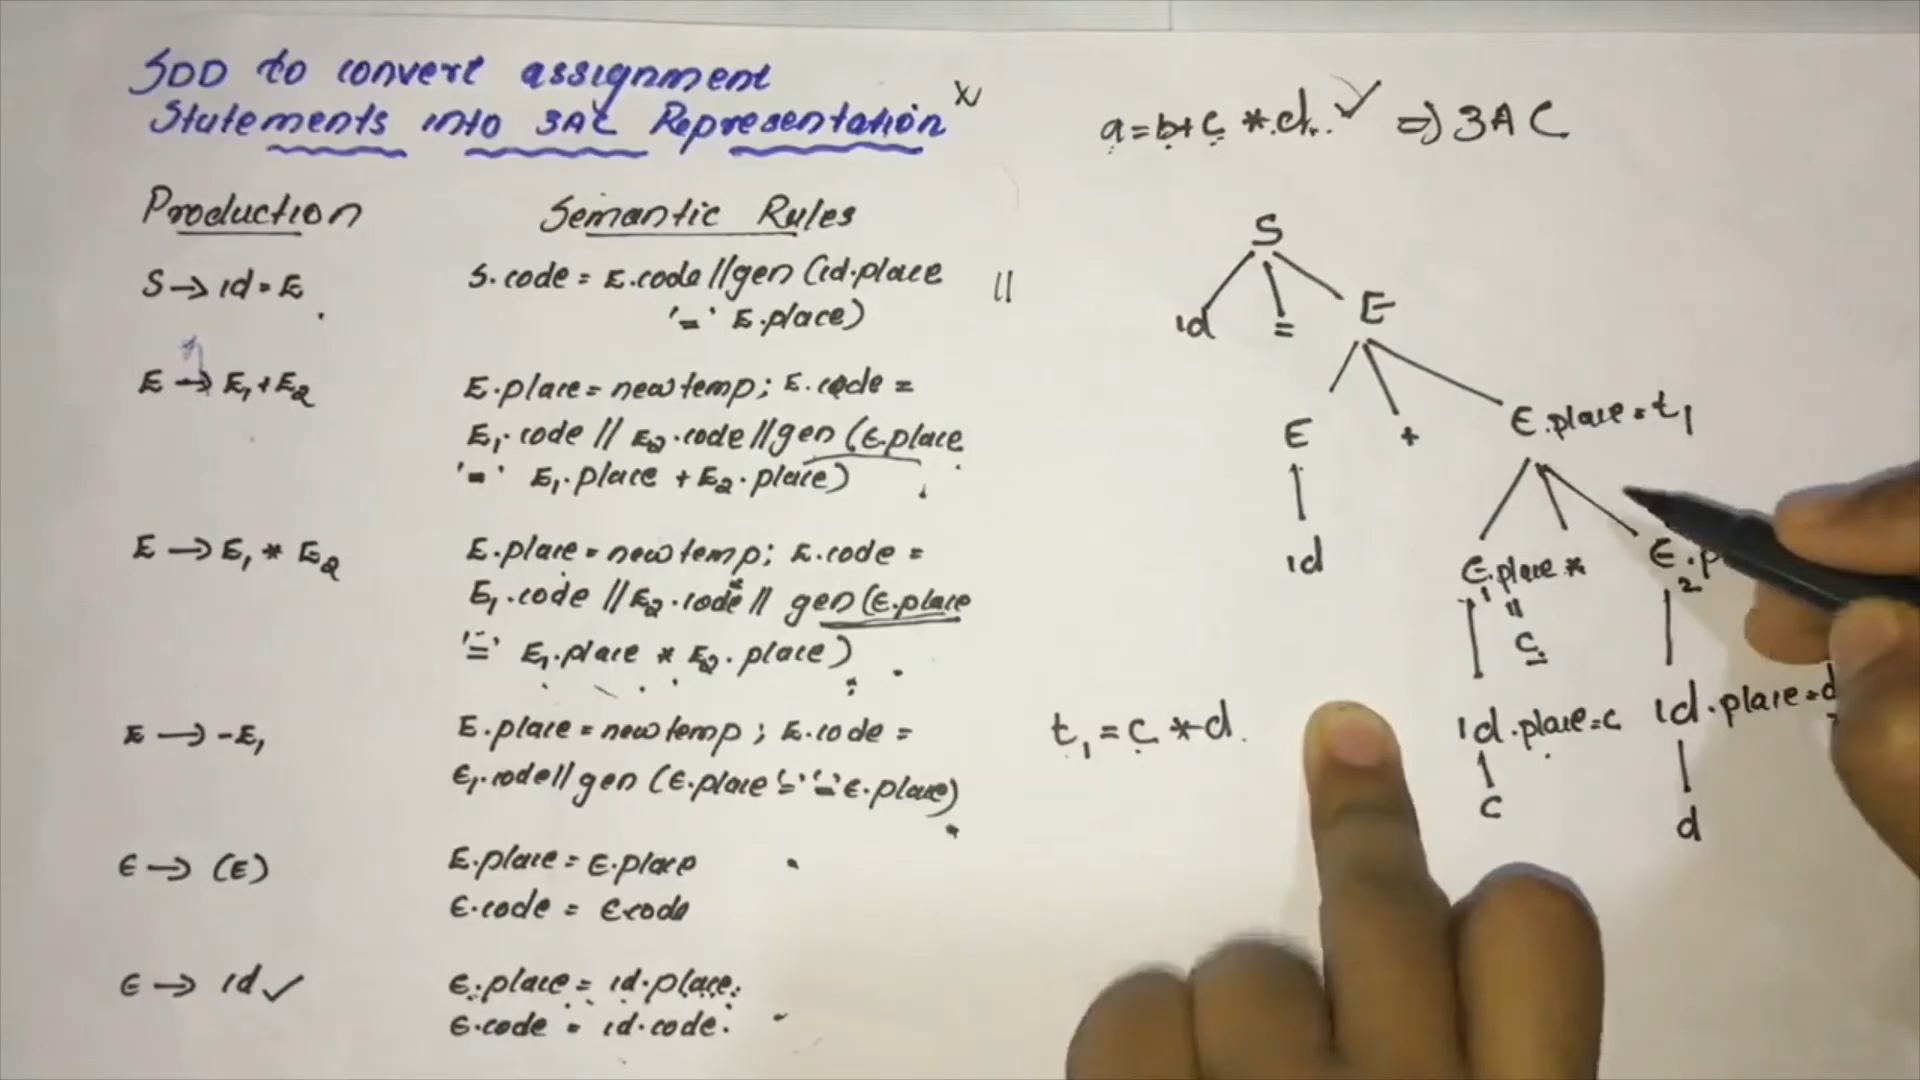 SDD to convert assignment
Statements into 3AC Representation
Production
Semantic Rules
S → id = E
S.code = E.code // gen (id.place
'=' E.place)
E → E1 + E2
E.place = newtemp; E.code =
E1.code // E2.code // gen (E.place
'=' E1.place + E2.place)
E → E1 * E2
E.place = newtemp; E.code =
E1.code // E2.code // gen (E.place
'=' E1.place * E2.place)
E → -E1
E.place = newtemp; E.code =
E1.code // gen (E.place '=' '-' E.place)
E → (E)
E.place = E.place
E.code = E.code
E → id ✓
E.place = id.place
E.code = id.code
a = b + c * d ✓ => 3AC
||
S
id = E
E + E.place = t1
id
E1.place *
E2
||
c
id.place = c id.place = d
c d
t1 = c * d